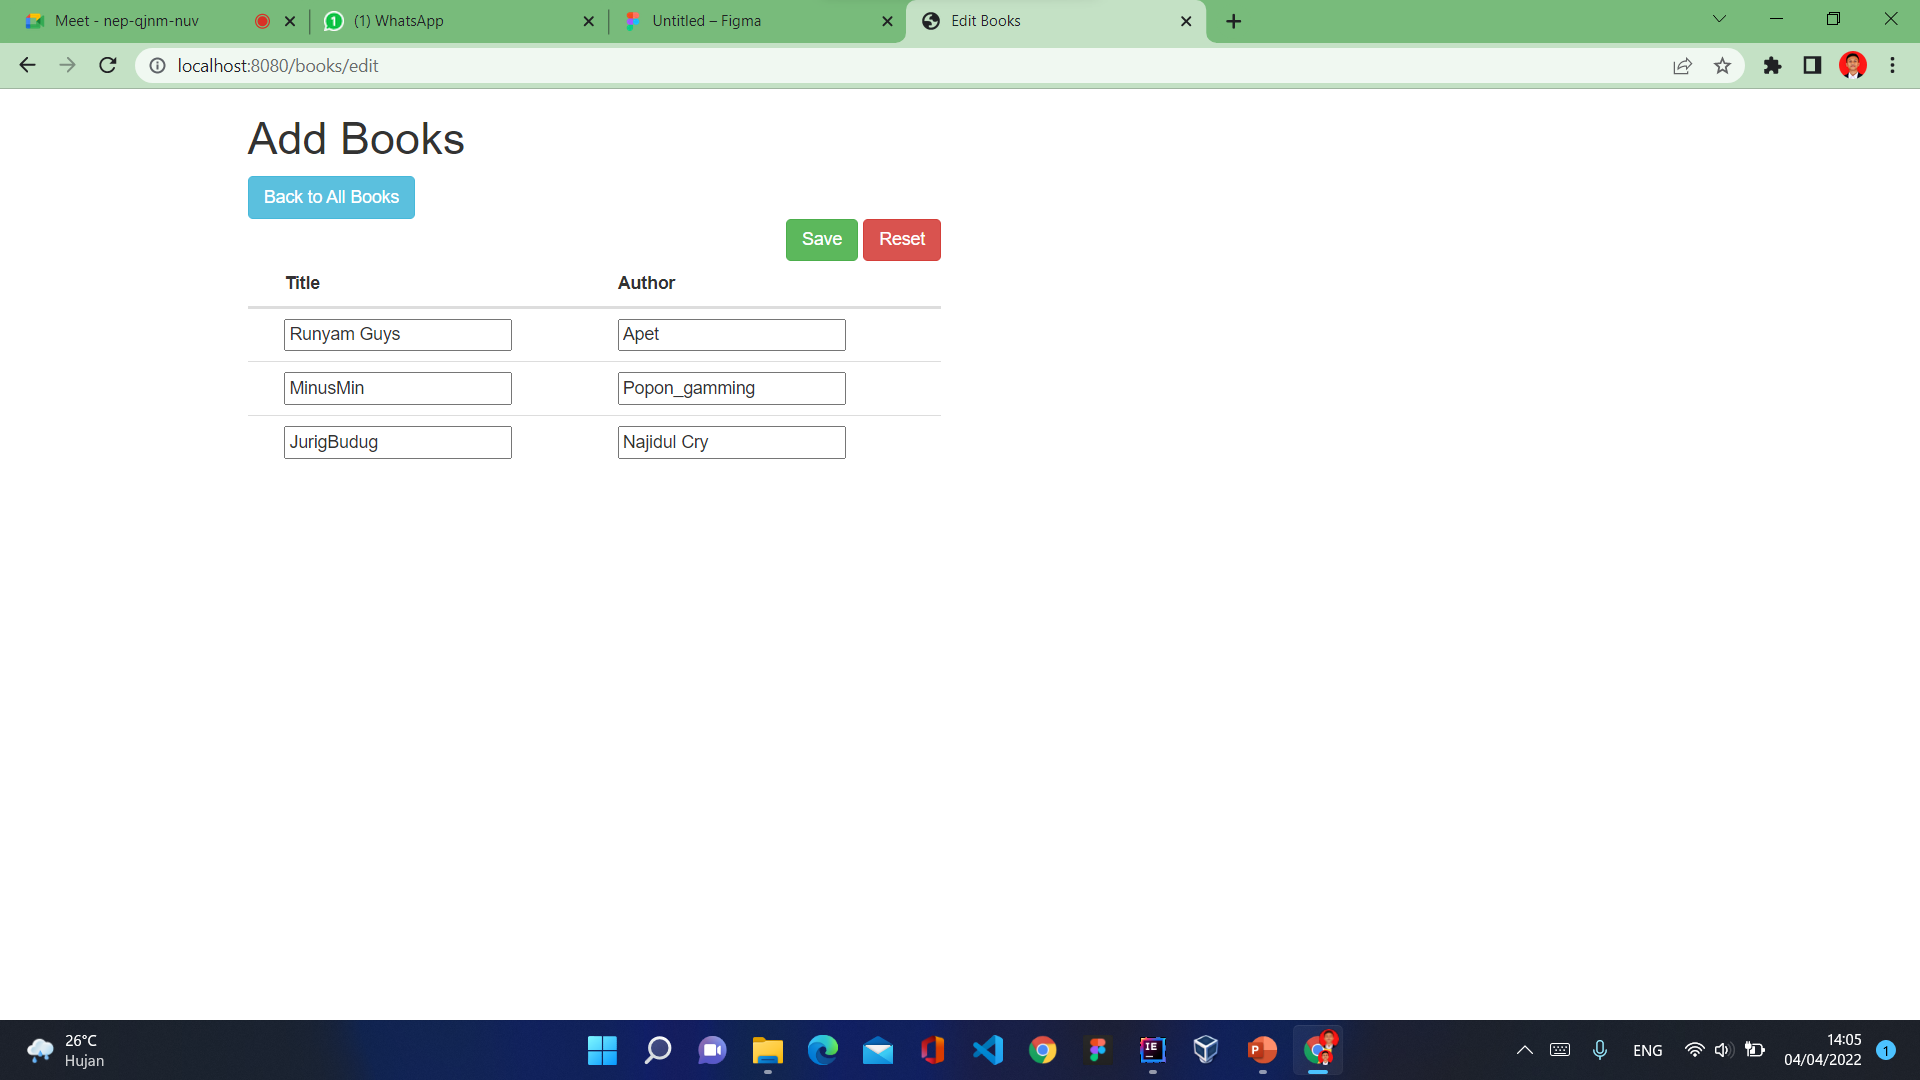 Meet - nep-qjnm-nuv
1 (1) WhatsApp
Untitled – Figma
Edit Books
localhost:8080/books/edit
Add Books
Back to All Books
Save Reset
Title Author
Runyam Guys Apet
MinusMin Popon_gamming
JurigBudug Najidul Cry
26°C
Hujan
IE
P
ENG
14:05
04/04/2022
1